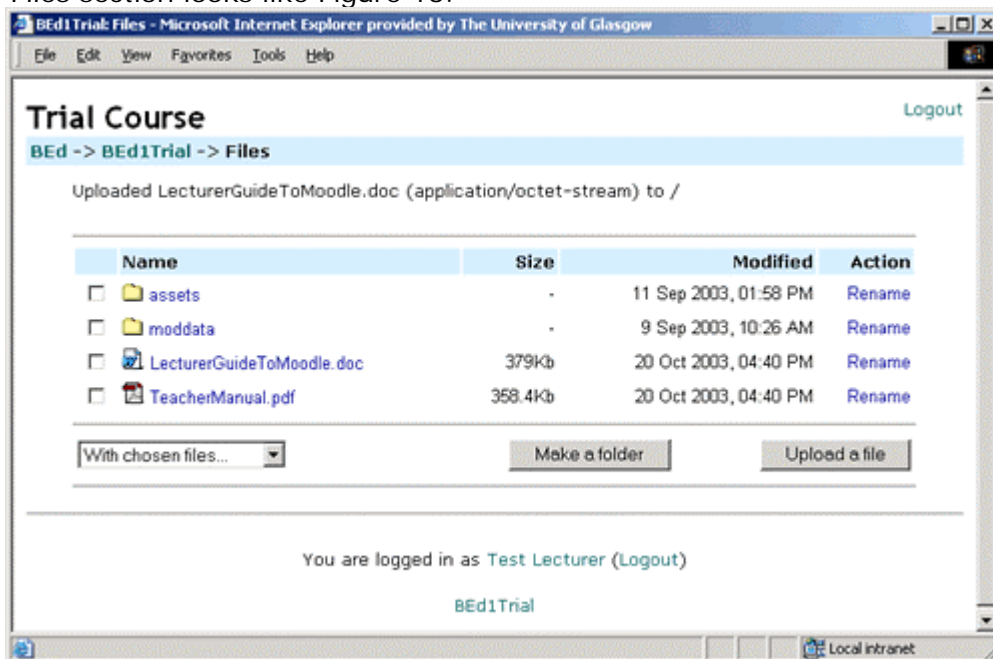 Files section looks like Figure
BEd1Trial: Files - Microsoft Internet Explorer provided by The University of Glasgow
File Edit View Favorites Tools Help
Trial Course Logout
BEd -> BEd1Trial -> Files
Uploaded LecturerGuideToMoodle.doc (application/octet-stream) to /
Name Size Modified Action
assets - 11 Sep 2003, 01:58 PM Rename
moddata - 9 Sep 2003, 10:26 AM Rename
LecturerGuideToMoodle.doc 379Kb 20 Oct 2003, 04:40 PM Rename
TeacherManual.pdf 358.4Kb 20 Oct 2003, 04:40 PM Rename
With chosen files... Make a folder Upload a file
You are logged in as Test Lecturer (Logout)
BEd1Trial
Local intranet